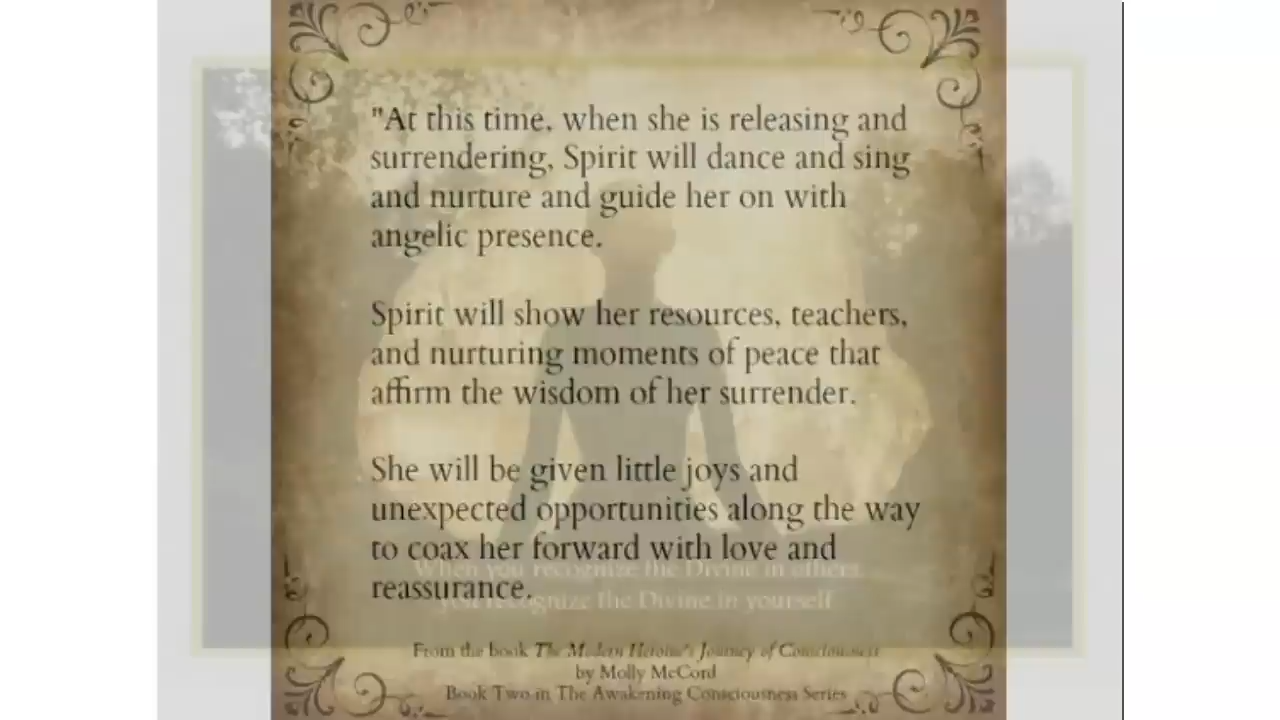 "At this time, when she is releasing and
surrendering, Spirit will dance and sing
and nurture and guide her on with
angelic presence.
Spirit will show her resources, teachers,
and nurturing moments of peace that
affirm the wisdom of her surrender.
She will be given little joys and
unexpected opportunities along the way
to coax her forward with love and
When you recognize the Divine in others,
reassurance.
you recognize the Divine in yourself
From the book The Modern Heroine's Journey of Consciousness
by Molly McCord
Book Two in The Awakening Consciousness Series